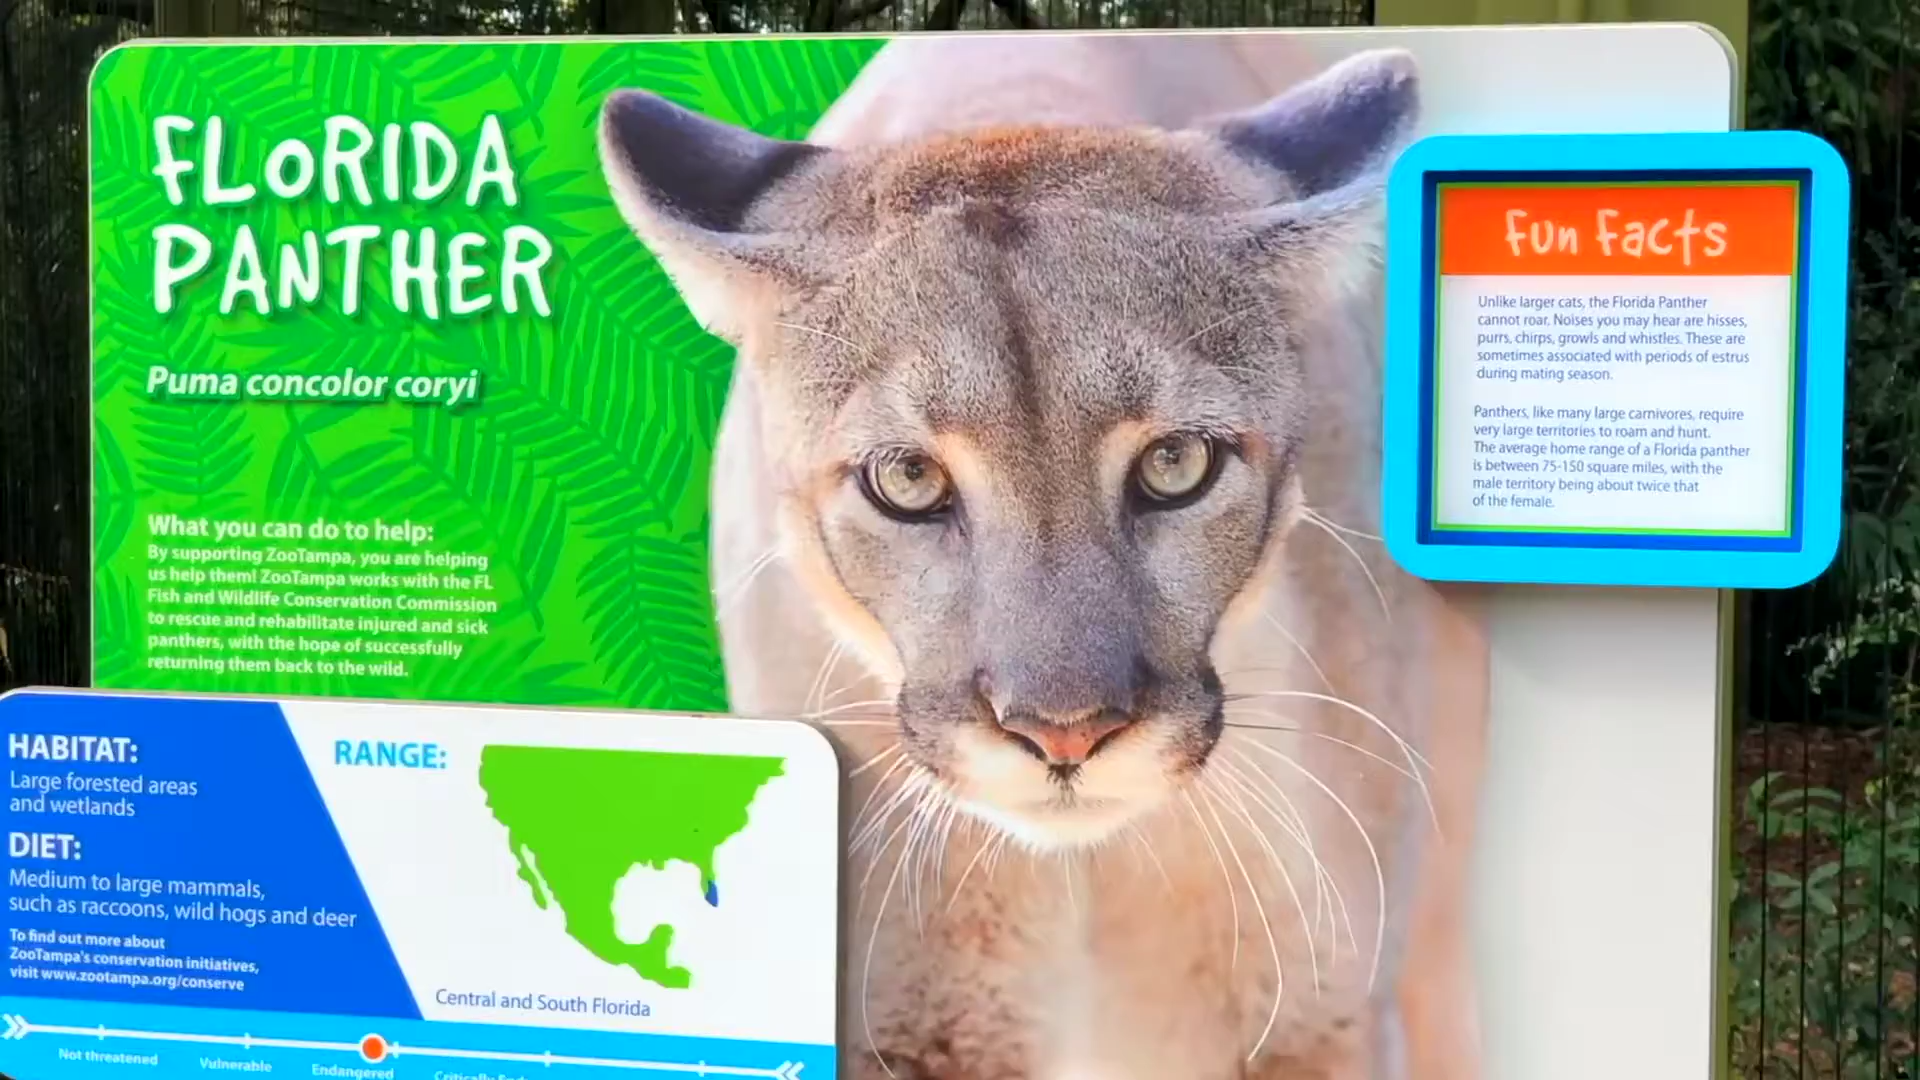 FLORIDA
PANTHER
Puma concolor coryi
What you can do to help:
By supporting ZooTampa, you are helping
us help them! ZooTampa works with the FL
Fish and Wildlife Conservation Commission
to rescue and rehabilitate injured and sick
panthers, with the hope of successfully
returning them back to the wild.
Fun Facts
Unlike larger cats, the Florida Panther
cannot roar. Noises you may hear are hisses,
purrs, chirps, growls and whistles. These are
sometimes associated with periods of estrus
during mating season.
Panthers, like many large carnivores, require
very large territories to roam and hunt.
The average home range of a Florida panther
is between 75-150 square miles, with the
male territory being about twice that
of the female.
HABITAT:
Large forested areas
and wetlands
DIET:
Medium to large mammals,
such as raccoons, wild hogs and deer
To find out more about
ZooTampa's conservation initiatives,
visit www.zootampa.org/conserve
RANGE:
Central and South Florida
Not threatened
Vulnerable
Endangered
Critically